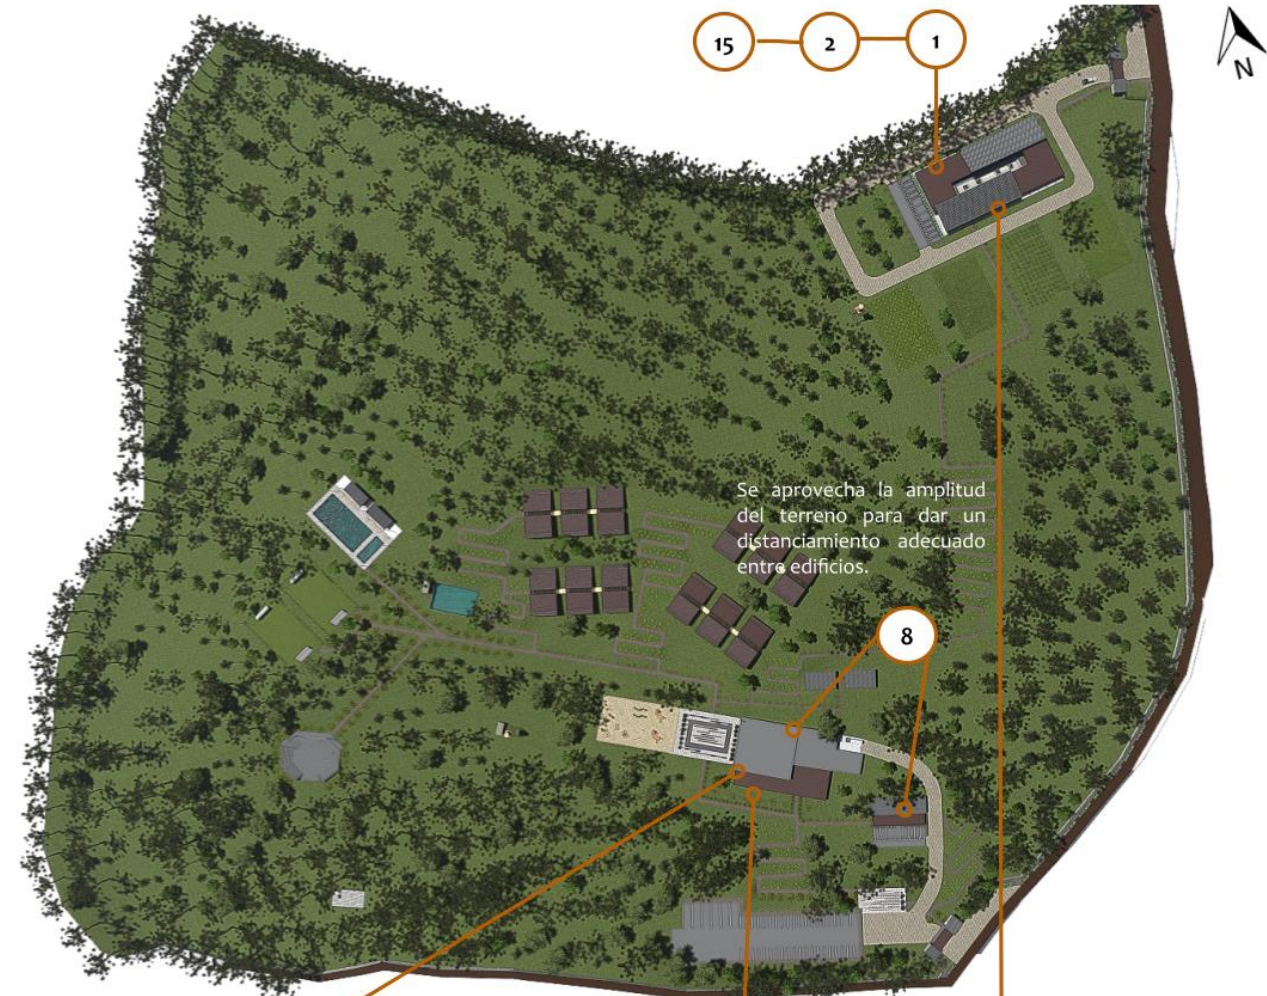 15 2 1
N
Se aprovecha la amplitud
del terreno para dar un
distanciamiento adecuado
entre edificios.
8